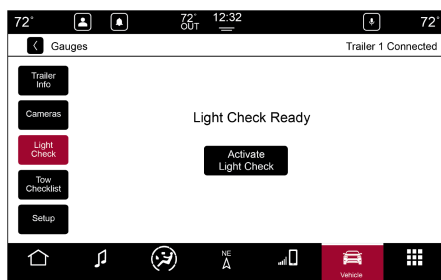 72° 72° OUT 12:32 72°
Gauges Trailer 1 Connected
Trailer
Info
Cameras
Light
Check
Tow
Checklist
Setup
Light Check Ready
Activate
Light Check
NE
Vehicle